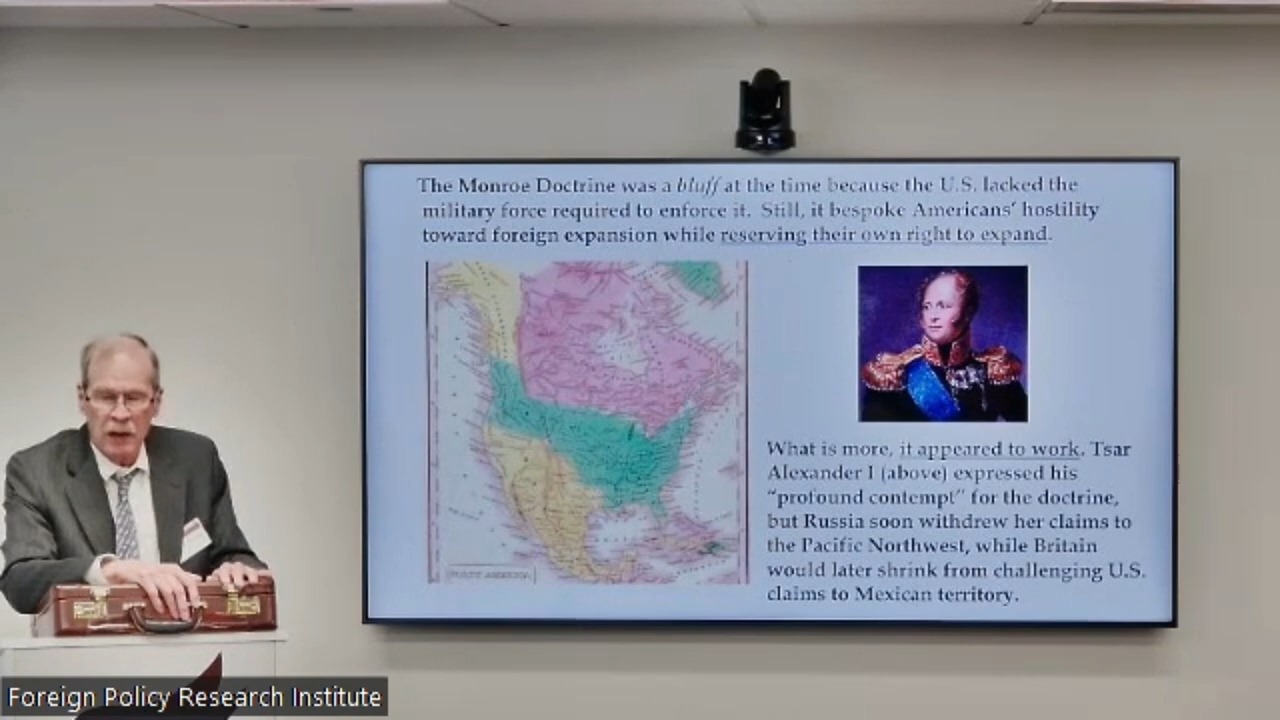 The Monroe Doctrine was a bluff at the time because the U.S. lacked the
military force required to enforce it. Still, it bespoke Americans' hostility
toward foreign expansion while reserving their own right to expand.
NORTH AMERICA
What is more, it appeared to work. Tsar
Alexander I (above) expressed his
"profound contempt" for the doctrine,
but Russia soon withdrew her claims to
the Pacific Northwest, while Britain
would later shrink from challenging U.S.
claims to Mexican territory.
Foreign Policy Research Institute